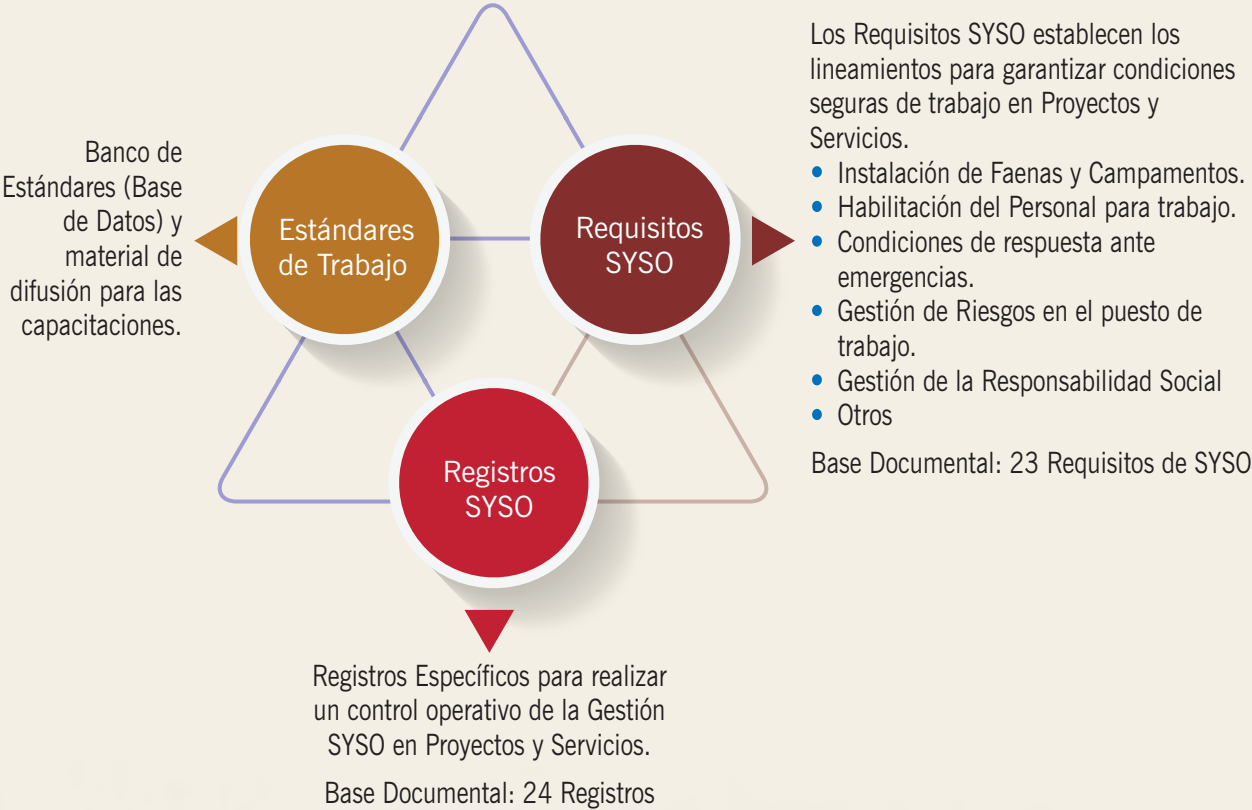 Banco de
Estándares (Base
de Datos) y
material de
difusión para las
capacitaciones.
Estándares
de Trabajo
Requisitos
SYSO
Los Requisitos SYSO establecen los
lineamientos para garantizar condiciones
seguras de trabajo en Proyectos y
Servicios.
• Instalación de Faenas y Campamentos.
• Habilitación del Personal para trabajo.
• Condiciones de respuesta ante
emergencias.
• Gestión de Riesgos en el puesto de
trabajo.
• Gestión de la Responsabilidad Social
• Otros
Base Documental: 23 Requisitos de SYSO
Registros
SYSO
Registros Específicos para realizar
un control operativo de la Gestión
SYSO en Proyectos y Servicios.
Base Documental: 24 Registros